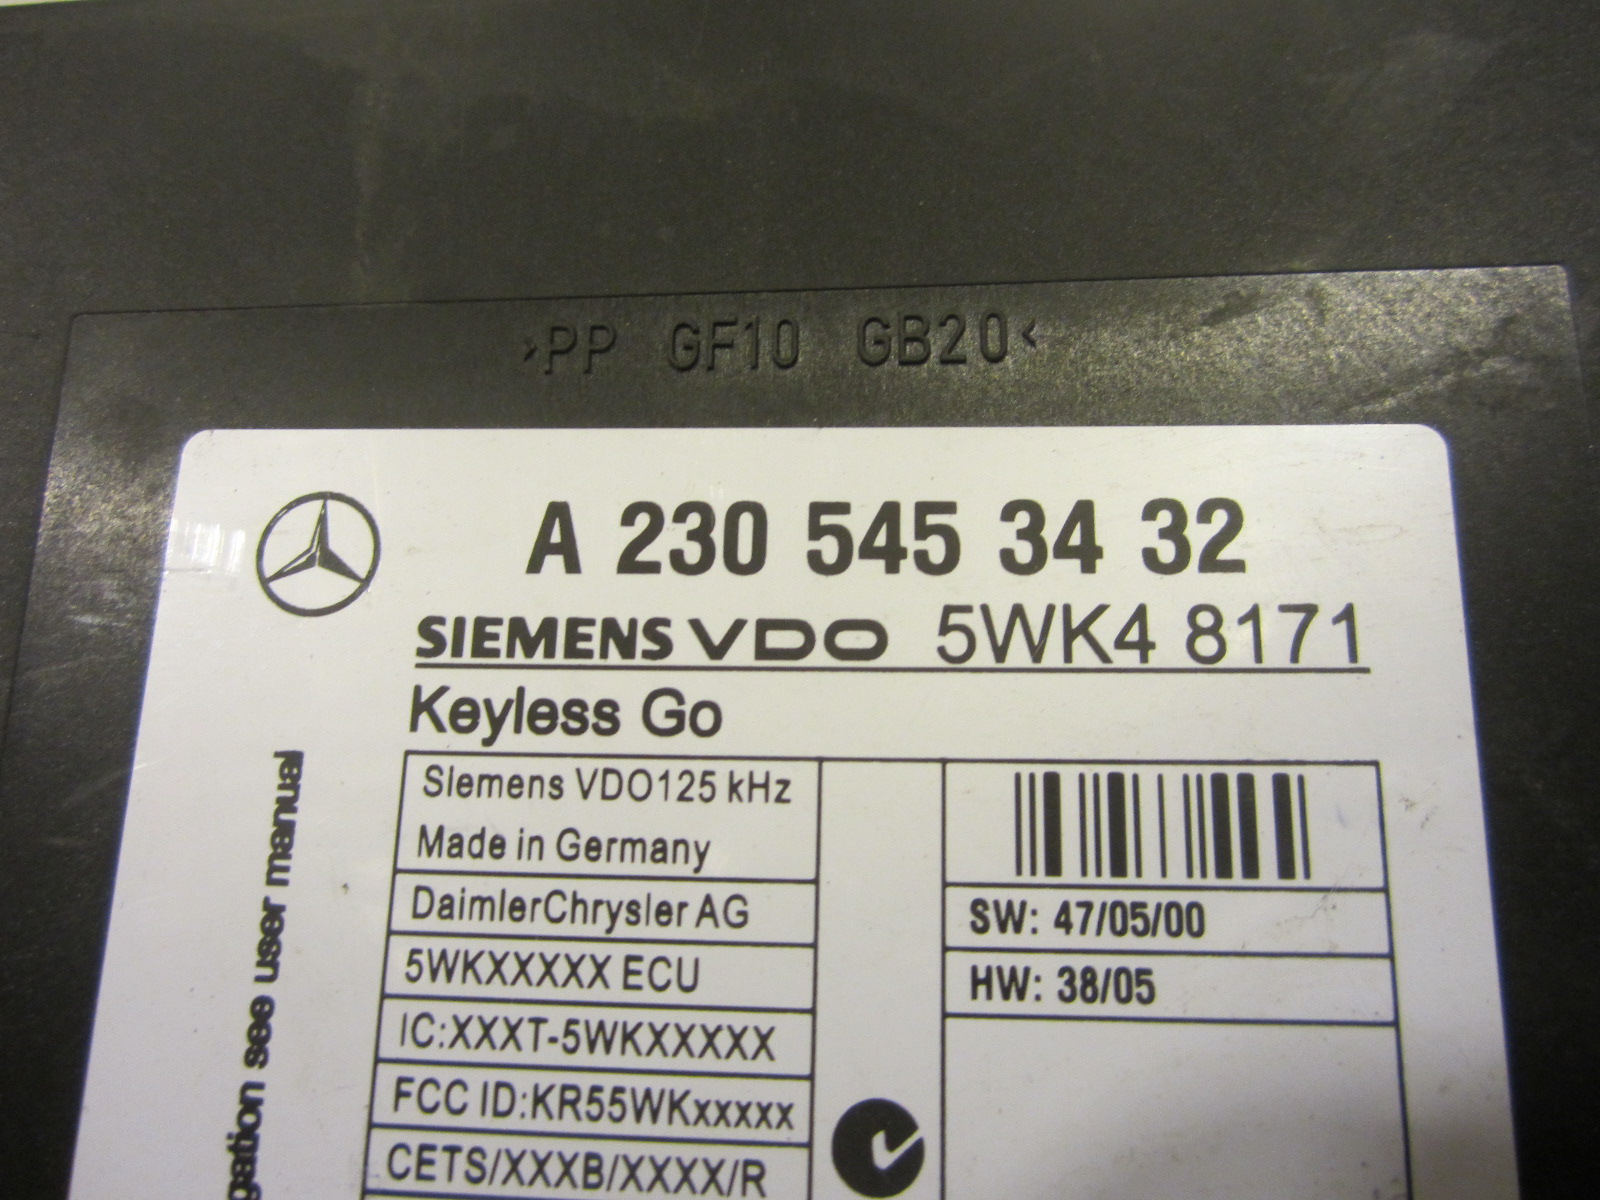 >PP GF10 GB20<
A 230 545 34 32
SIEMENS VDO 5WK4 8171
Keyless Go
Siemens VDO125 kHz
Made in Germany
DaimlerChrysler AG
5WKXXXXX ECU
IC:XXXT-5WKXXXXX
FCC ID:KR55WKxxxxx
CETS/XXXB/XXXX/R
SW: 47/05/00
HW: 38/05
see user manual